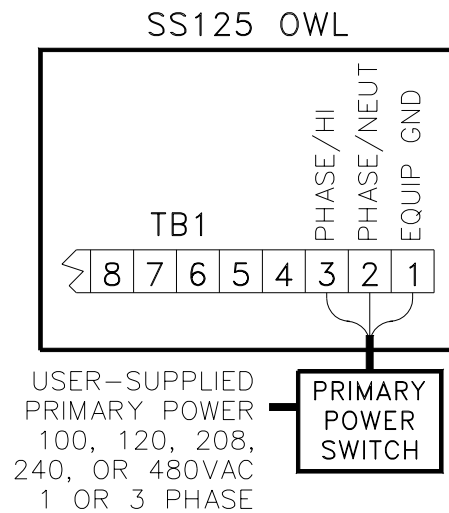 SS125 OWL
PHASE/HI
PHASE/NEUT
EQUIP GND
TB1
8 7 6 5 4 3 2 1
USER-SUPPLIED
PRIMARY POWER
100, 120, 208,
240, OR 480VAC
1 OR 3 PHASE
PRIMARY
POWER
SWITCH